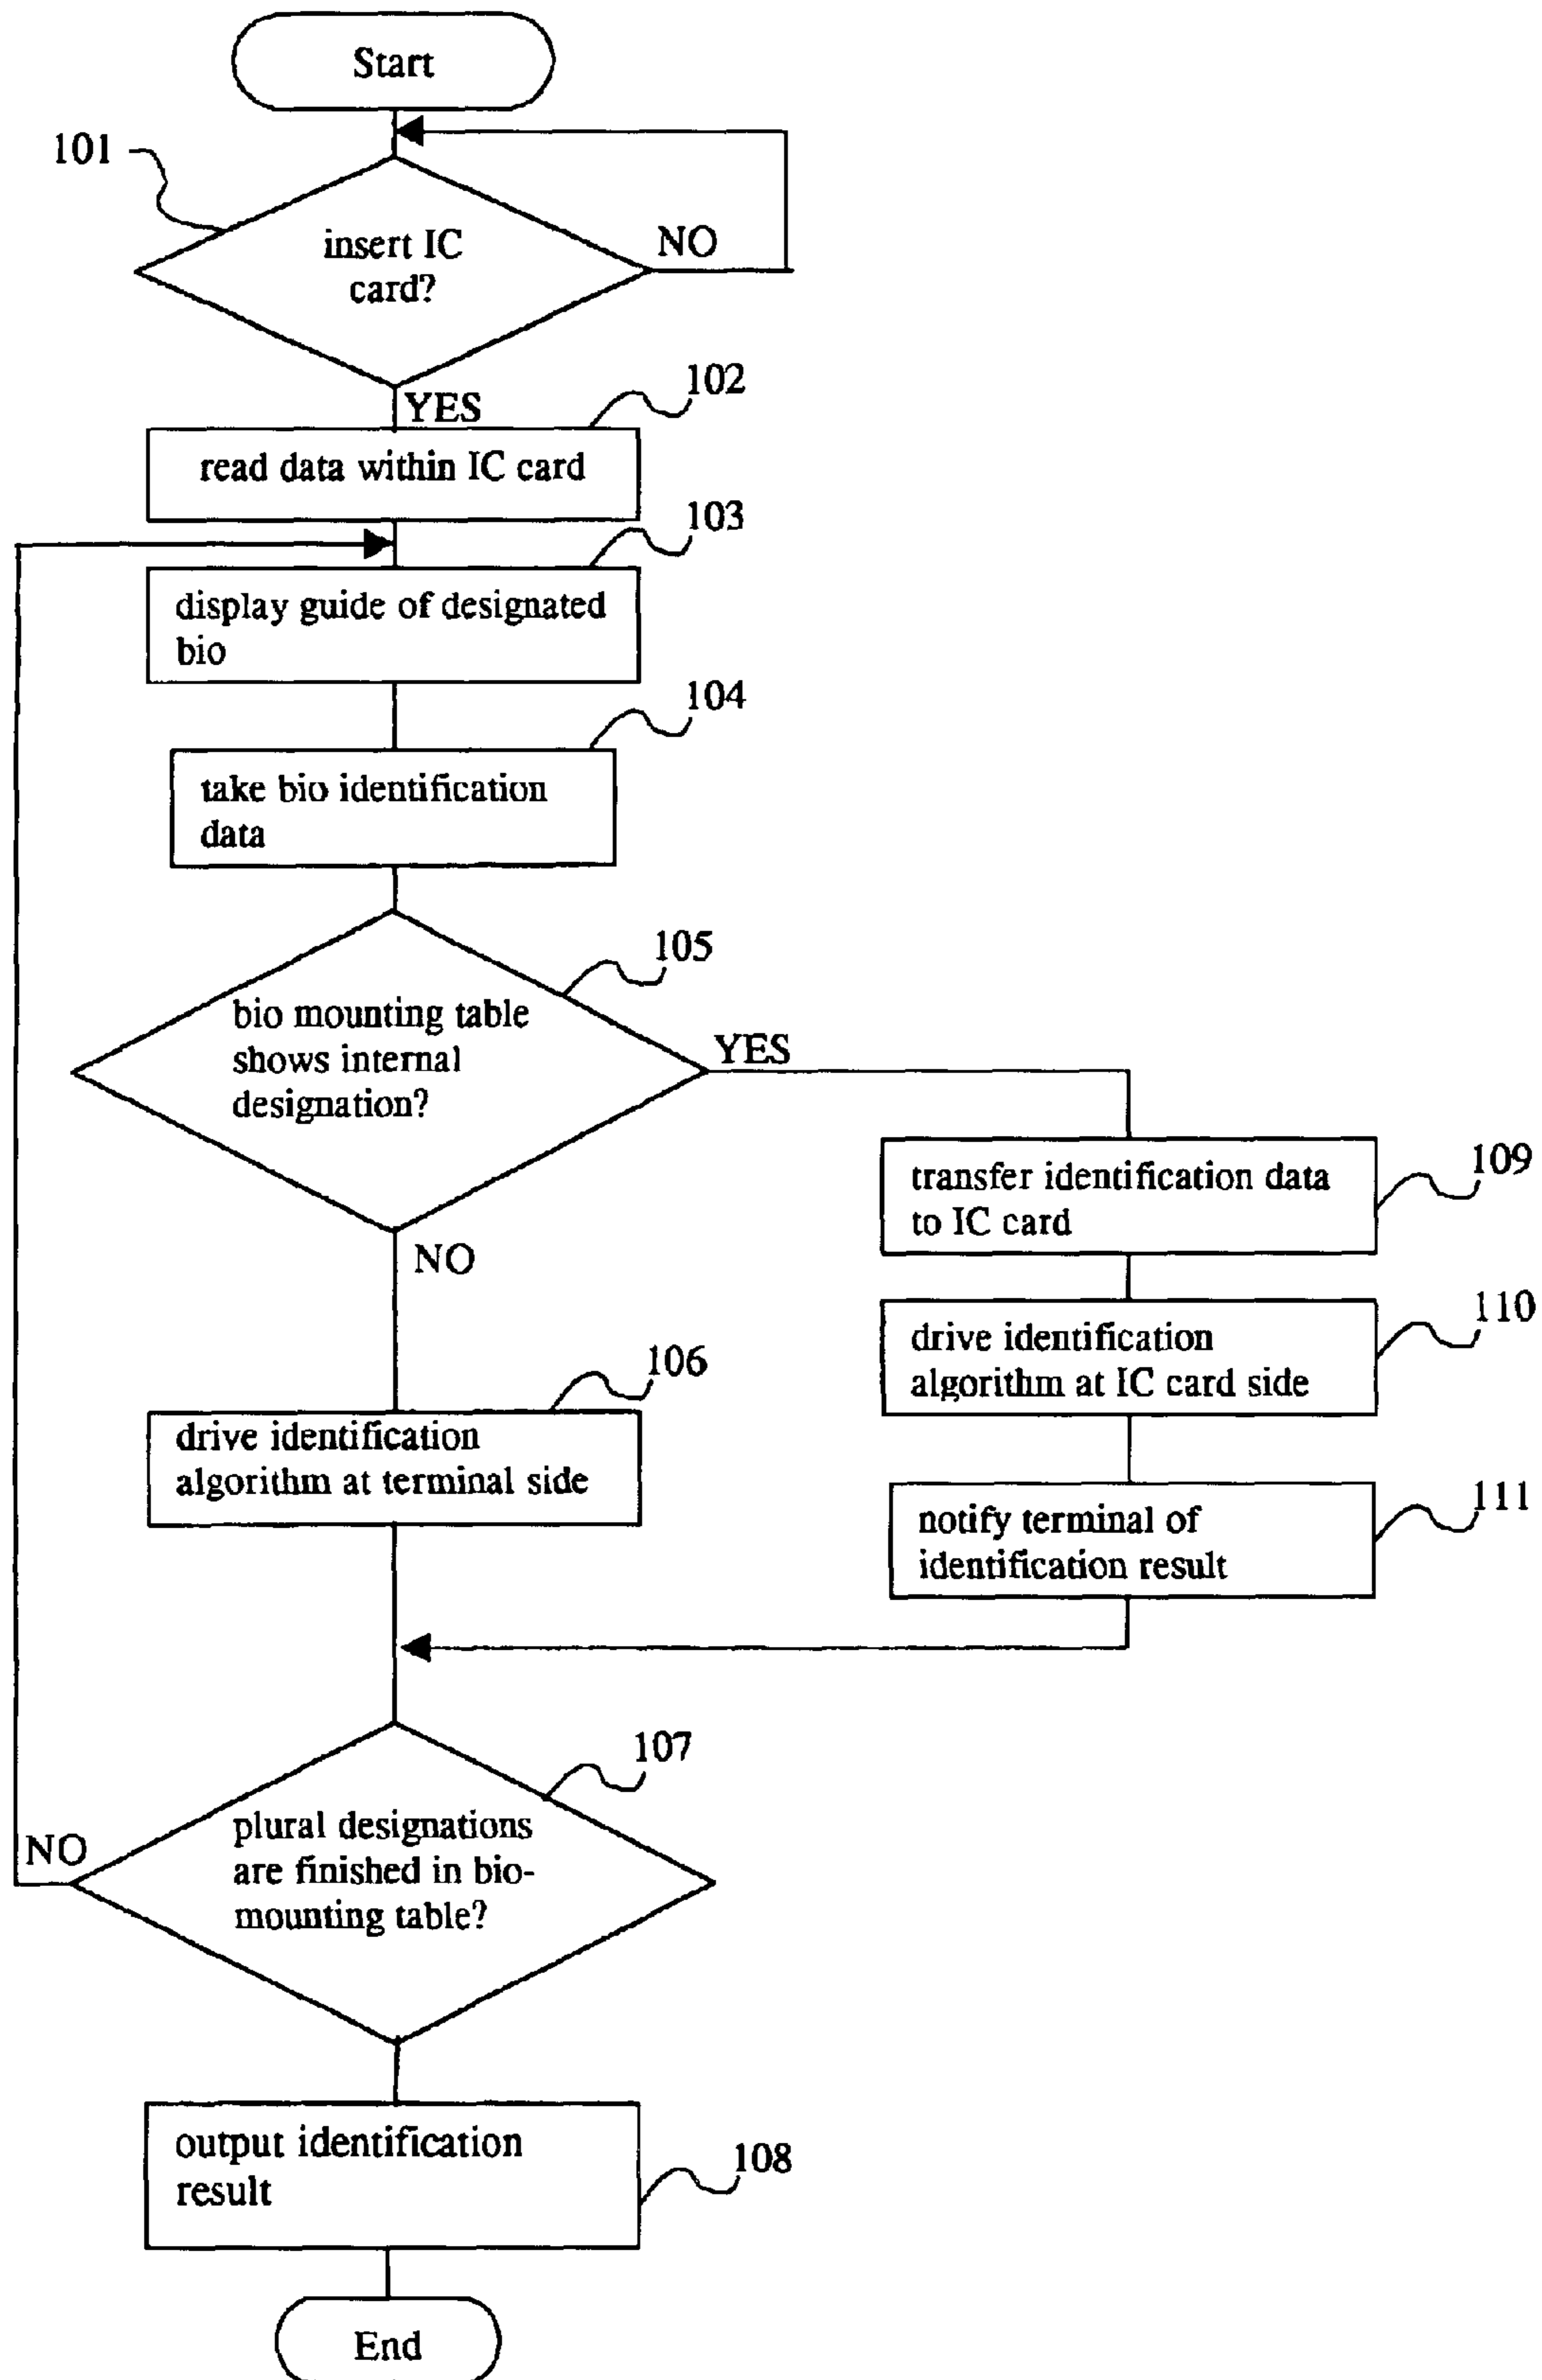 Start
101
insert IC
card?
NO
YES
102
read data within IC card
103
display guide of designated
bio
104
take bio identification
data
105
bio mounting table
shows internal
designation?
YES
NO
109
transfer identification data
to IC card
110
drive identification
algorithm at IC card side
106
drive identification
algorithm at terminal side
111
notify terminal of
identification result
107
plural designations
are finished in bio-
mounting table?
NO
output identification
result
108
End